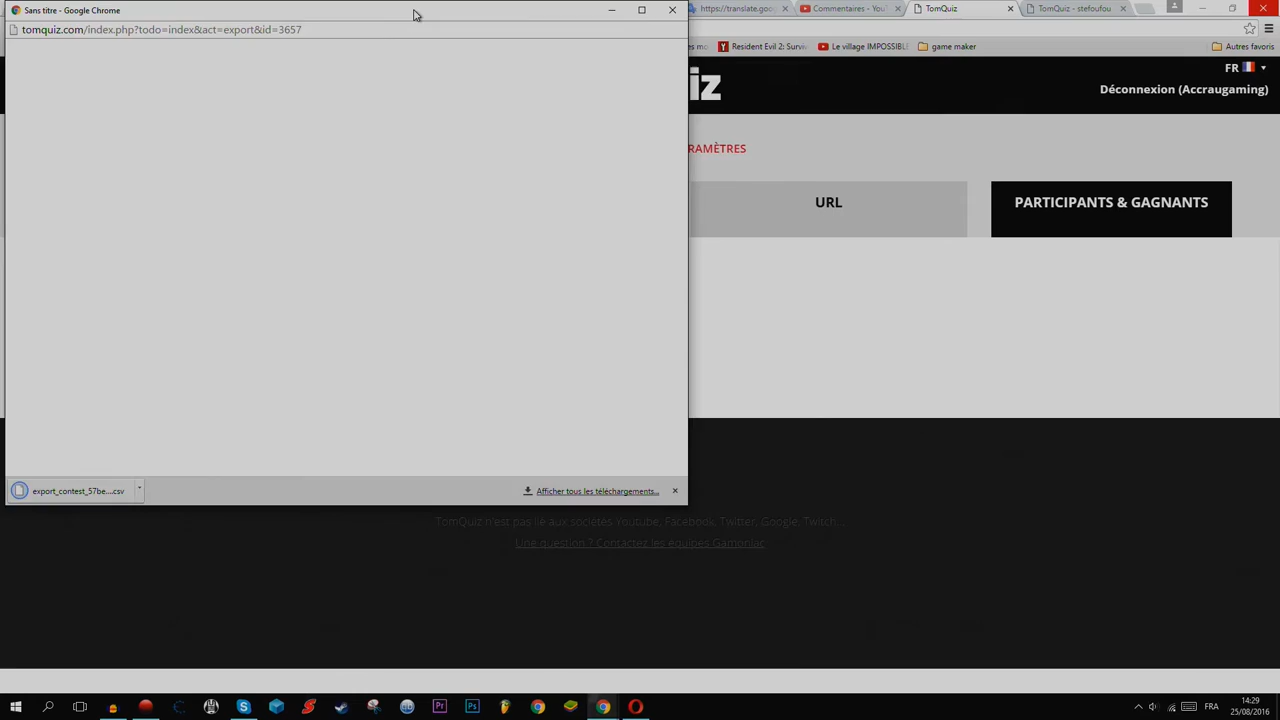 Sans titre - Google Chrome
tomquiz.com/index.php?todo=index&act=export&id=3657
https://translate.goog
Commentaires - You
TomQuiz
TomQuiz - stefoufou
Resident Evil 2: Surviv
Le village IMPOSSIBL
game maker
Autres favoris
iz
FR
Déconnexion (Accraugaming)
RAMÈTRES
URL
PARTICIPANTS & GAGNANTS
export_contest_57be....csv
Afficher tous les téléchargements...
TomQuiz n'est pas lié aux sociétés Youtube, Facebook, Twitter, Google, Twitch, ..
Une question ? Contactez les équipes Gamoniac
FRA
14:29
25/08/2016